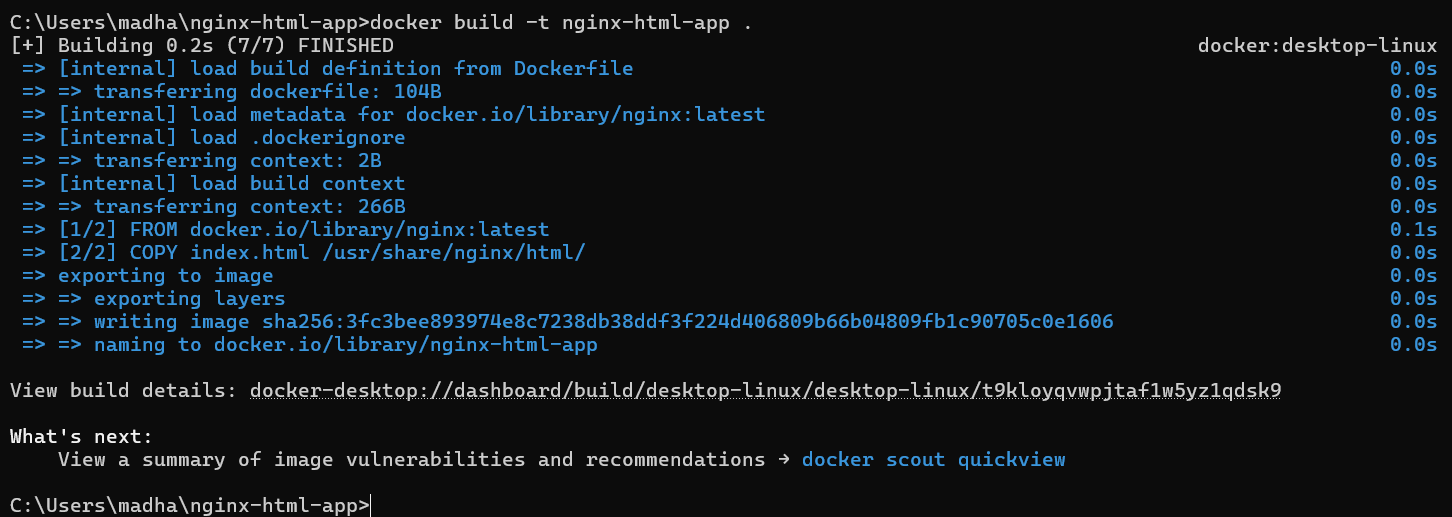 C:\Users\madha\nginx-html-app>docker build -t nginx-html-app .
[+] Building 0.2s (7/7) FINISHED docker:desktop-linux
=> [internal] load build definition from Dockerfile 0.0s
=> => transferring dockerfile: 104B 0.0s
=> [internal] load metadata for docker.io/library/nginx:latest 0.0s
=> [internal] load .dockerignore 0.0s
=> => transferring context: 2B 0.0s
=> [internal] load build context 0.0s
=> => transferring context: 266B 0.0s
=> [1/2] FROM docker.io/library/nginx:latest 0.1s
=> [2/2] COPY index.html /usr/share/nginx/html/ 0.0s
=> exporting to image 0.0s
=> => exporting layers 0.0s
=> => writing image sha256:3fc3bee893974e8c7238db38ddf3f224d406809b66b04809fb1c90705c0e1606 0.0s
=> => naming to docker.io/library/nginx-html-app 0.0s
View build details: docker-desktop://dashboard/build/desktop-linux/desktop-linux/t9kloyqvwpjtaf1w5yz1qdsk9
What's next:
View a summary of image vulnerabilities and recommendations → docker scout quickview
C:\Users\madha\nginx-html-app>